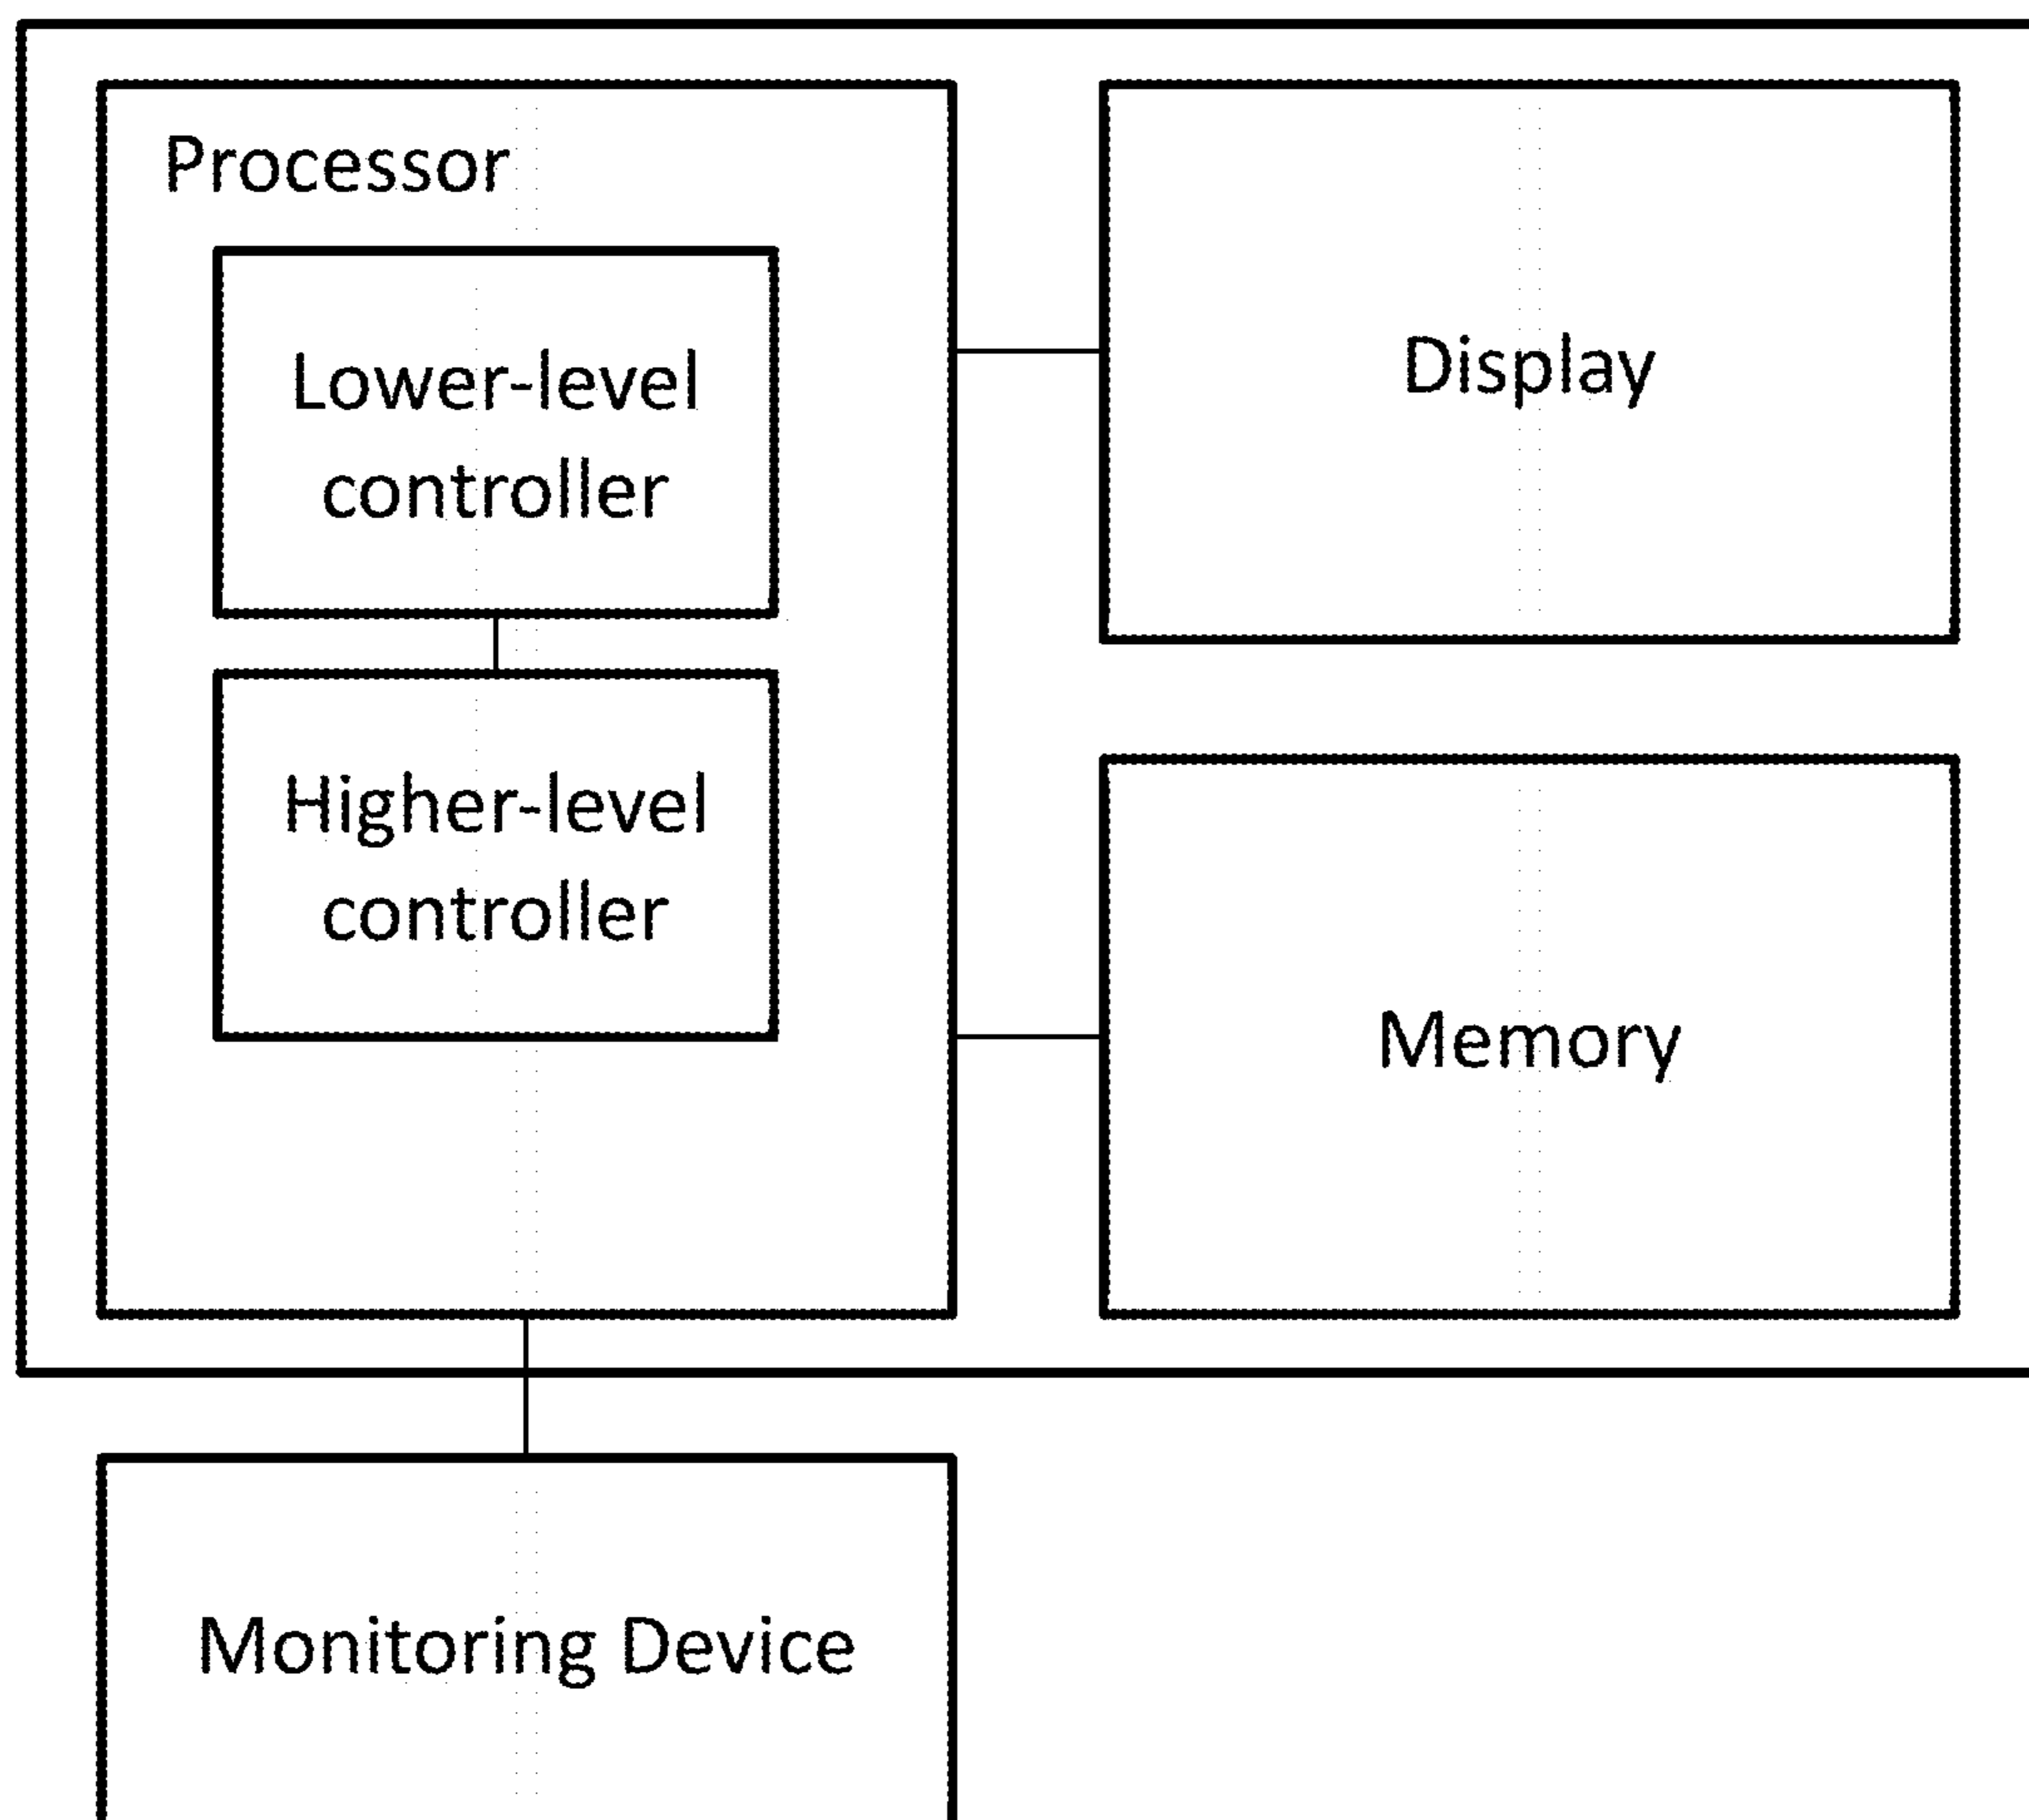 Processor
Lower-level
controller
Higher-level
controller
Display
Memory
Monitoring Device